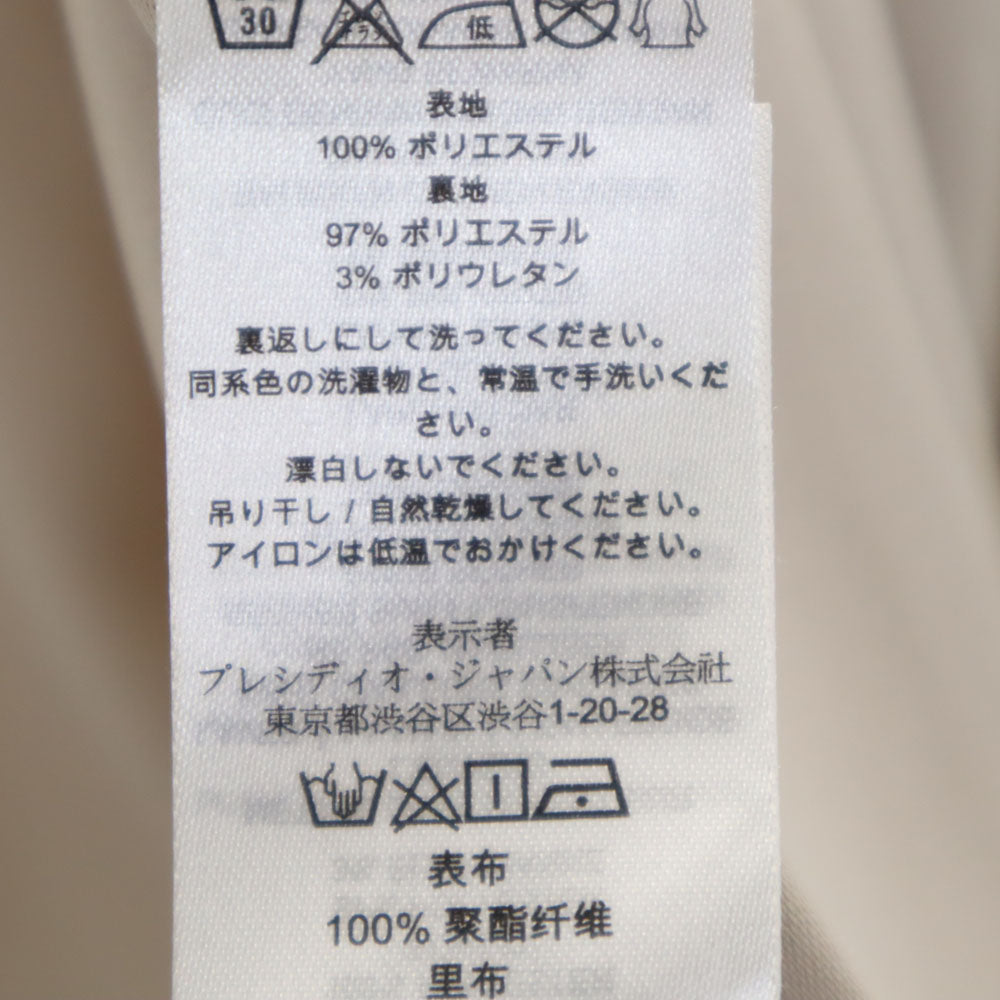 30
低
表地
100% ポリエステル
裏地
97% ポリエステル
3% ポリウレタン
裏返しにして洗ってください。
同系色の洗濯物と、常温で手洗いくだ
さい。
漂白しないでください。
吊り干し / 自然乾燥してください。
アイロンは低温でおかけください。
表示者
プレシディオ・ジャパン株式会社
東京都渋谷区渋谷1-20-28
表布
100% 聚酯纤维
里布